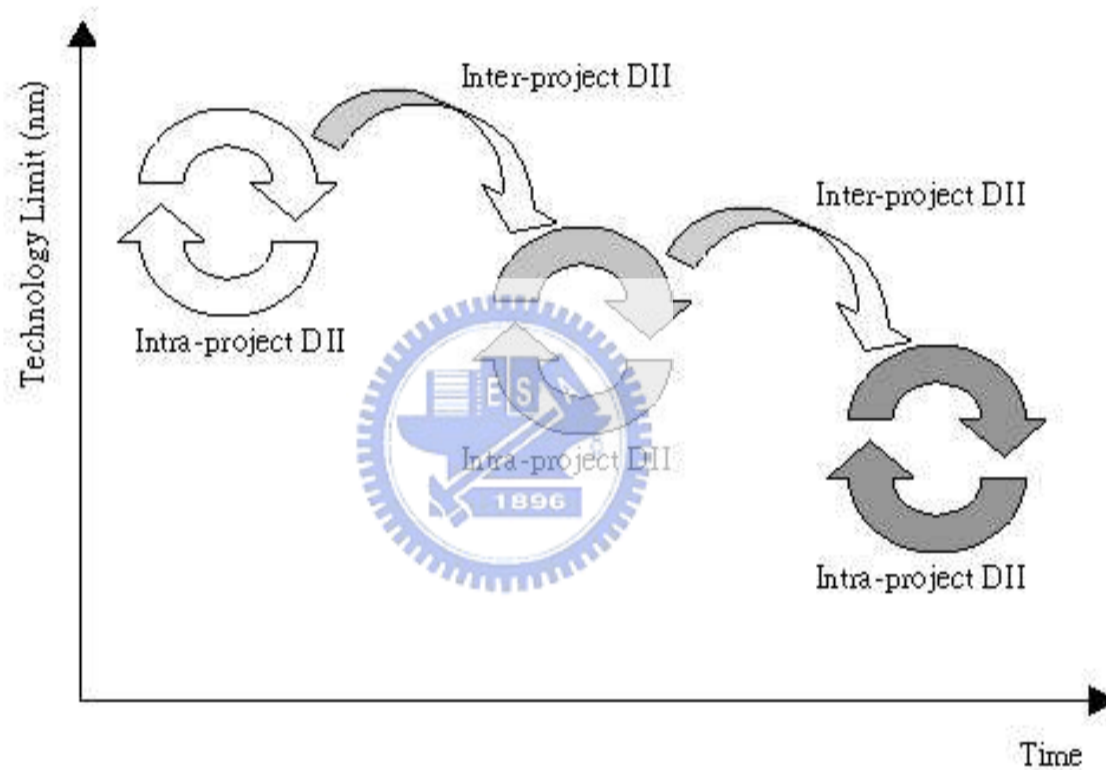 Inter-project DII
Technology Limit (nm)
Inter-project DII
Intra-project DII
E S A
Intra-project DII
1896
Intra-project DII
Time